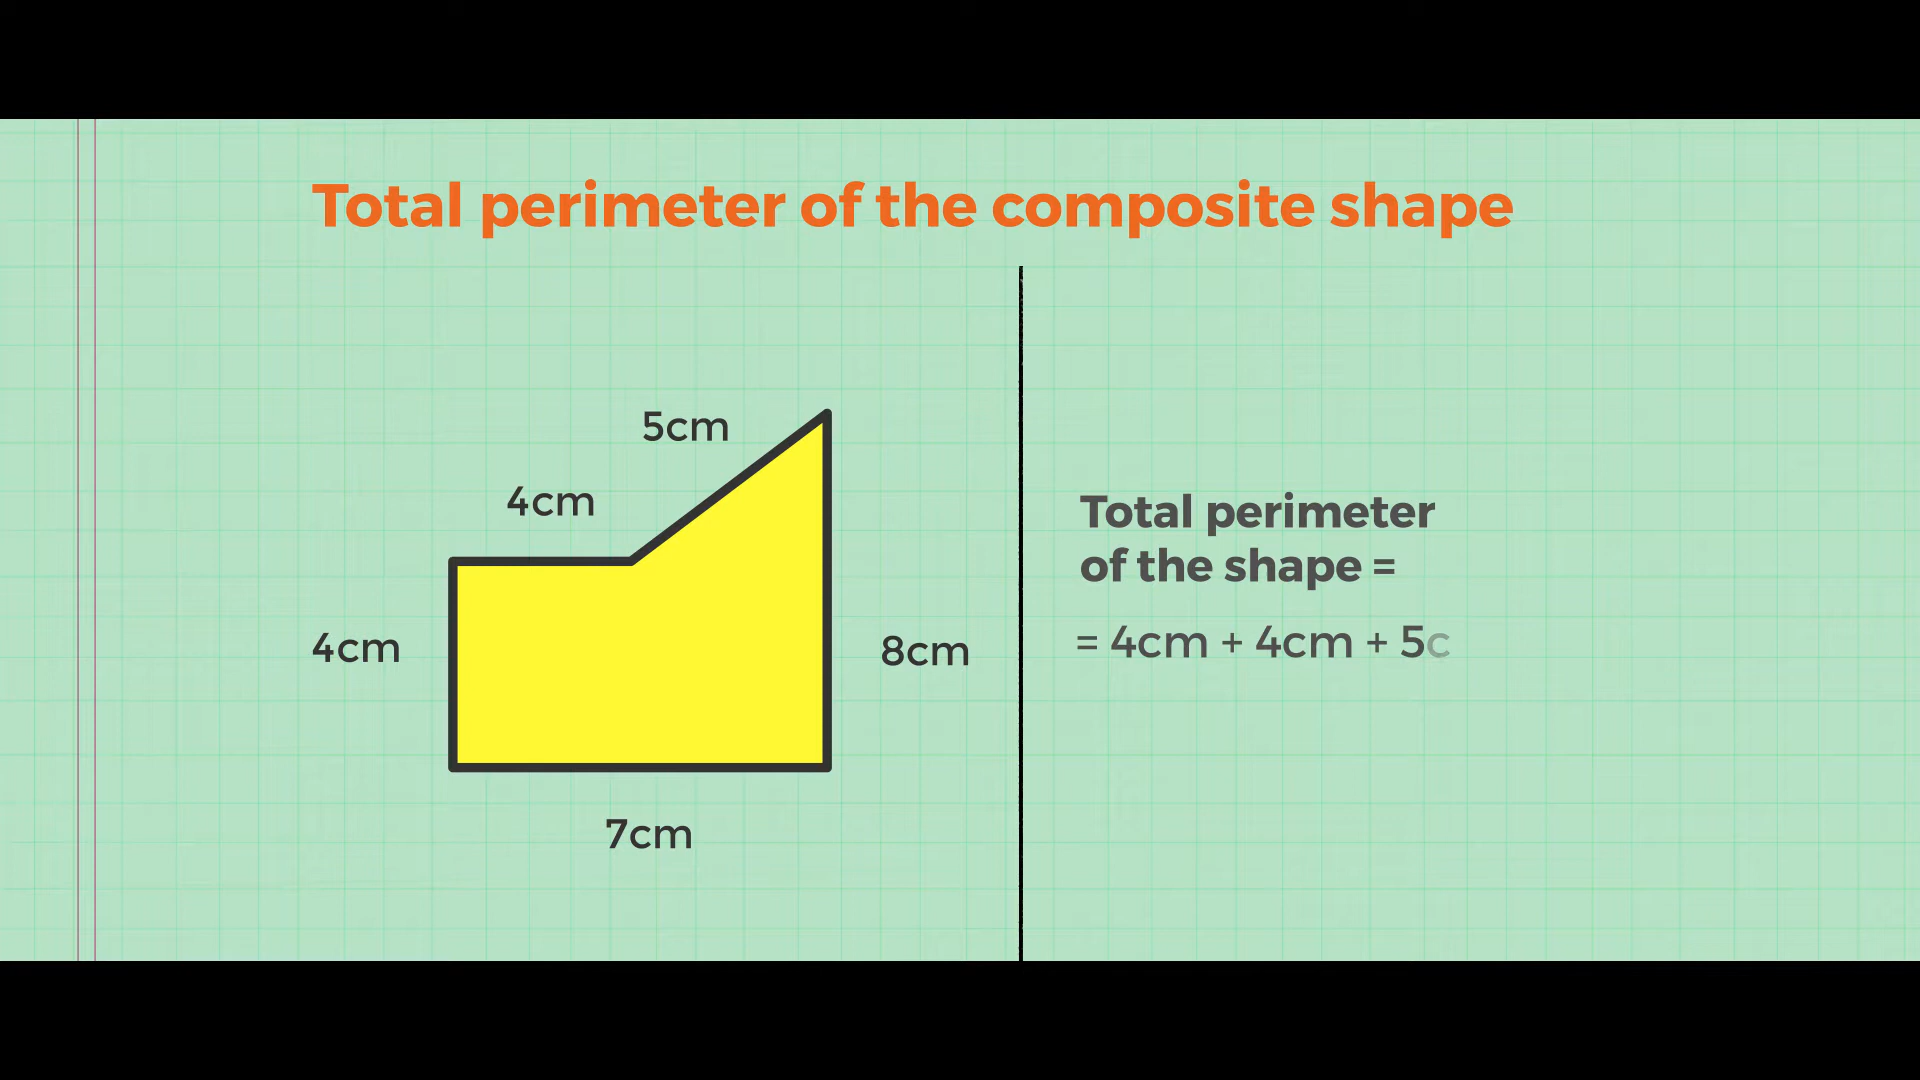 Total perimeter of the composite shape
5cm
4cm
4cm
8cm
7cm
Total perimeter
of the shape =
= 4cm + 4cm + 5c